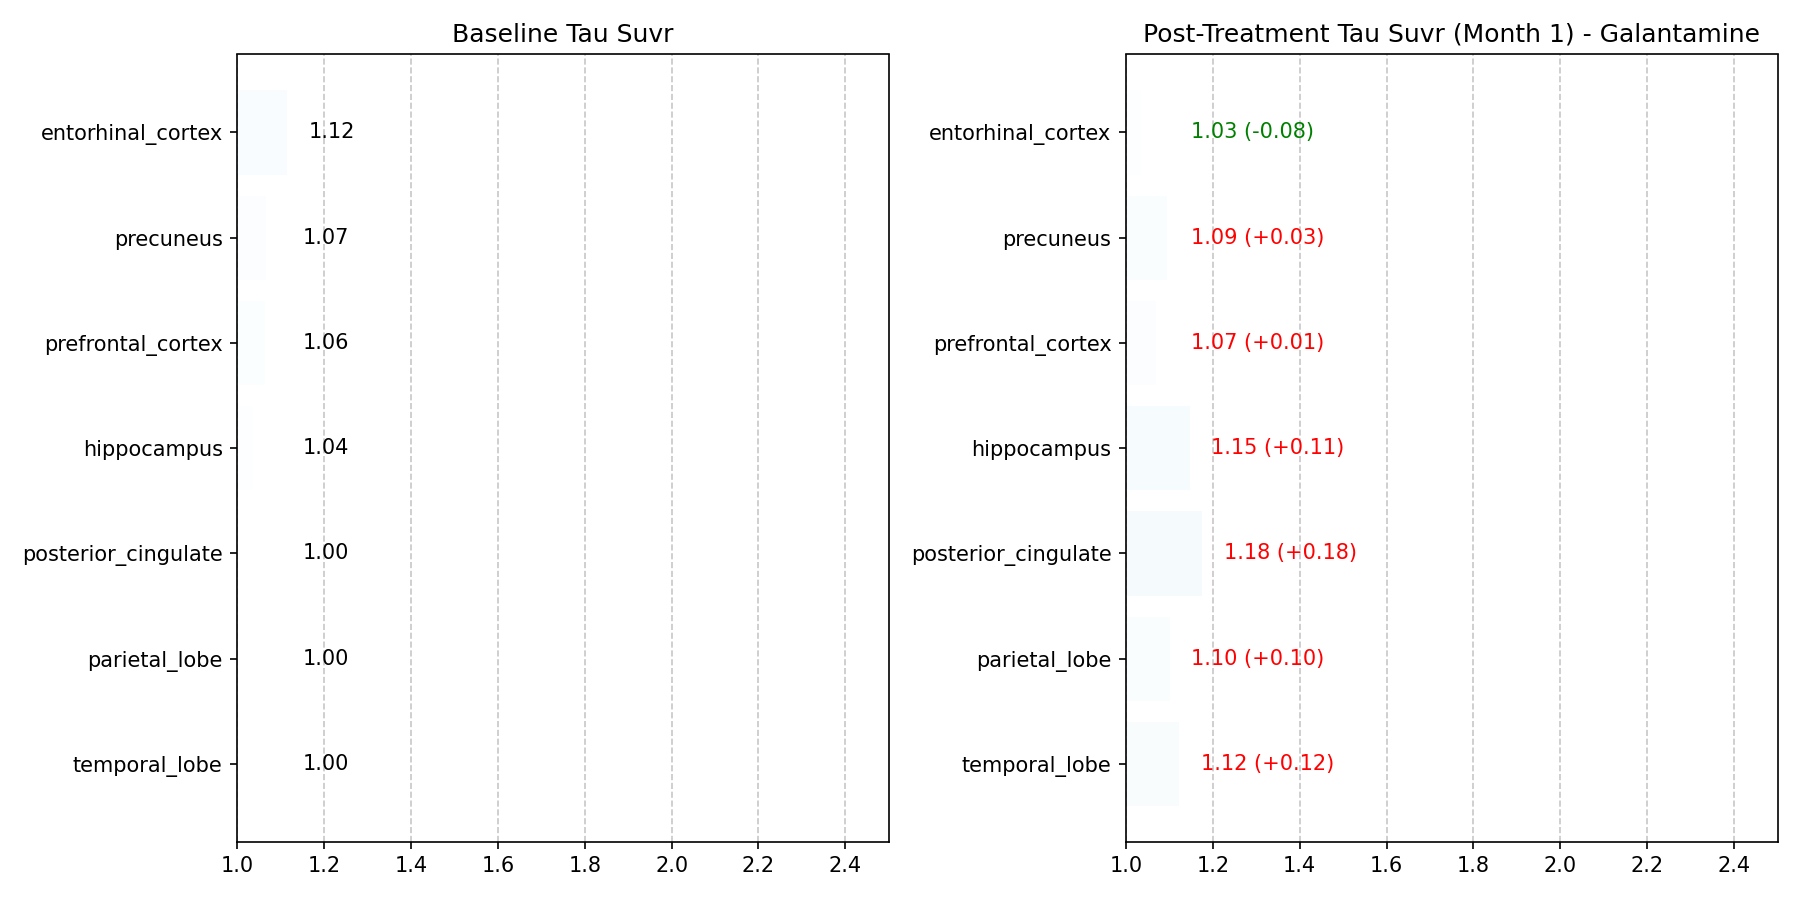 Baseline Tau Suvr
entorhinal_cortex 1.12
precuneus 1.07
prefrontal_cortex 1.06
hippocampus 1.04
posterior_cingulate 1.00
parietal_lobe 1.00
temporal_lobe 1.00
1.0 1.2 1.4 1.6 1.8 2.0 2.2 2.4
Post-Treatment Tau Suvr (Month 1) - Galantamine
entorhinal_cortex 1.03 (-0.08)
precuneus 1.09 (+0.03)
prefrontal_cortex 1.07 (+0.01)
hippocampus 1.15 (+0.11)
posterior_cingulate 1.18 (+0.18)
parietal_lobe 1.10 (+0.10)
temporal_lobe 1.12 (+0.12)
1.0 1.2 1.4 1.6 1.8 2.0 2.2 2.4